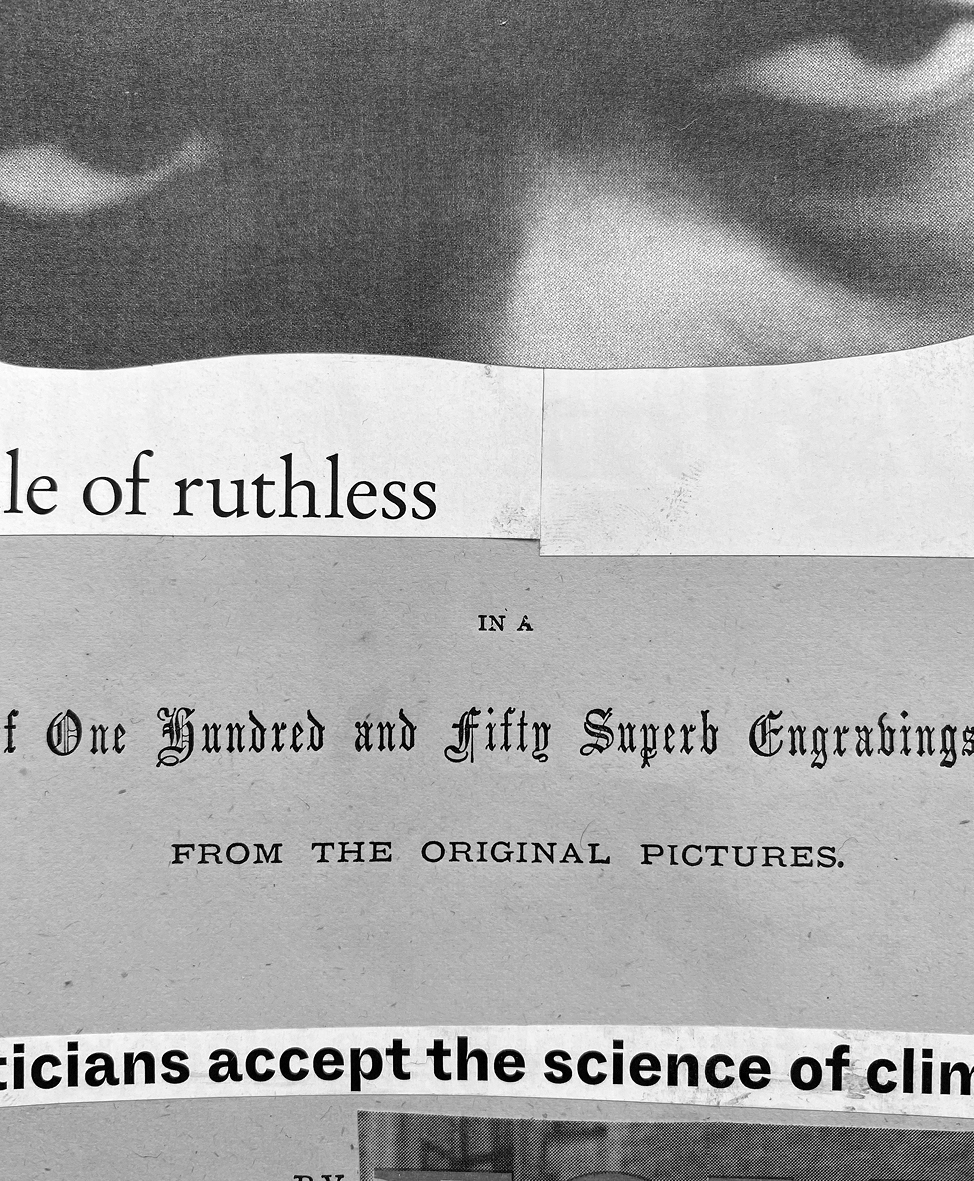 le of ruthless
IN A
f One Hundred and Fifty Superb Engravings
FROM THE ORIGINAL PICTURES.
ticians accept the science of clim
BY